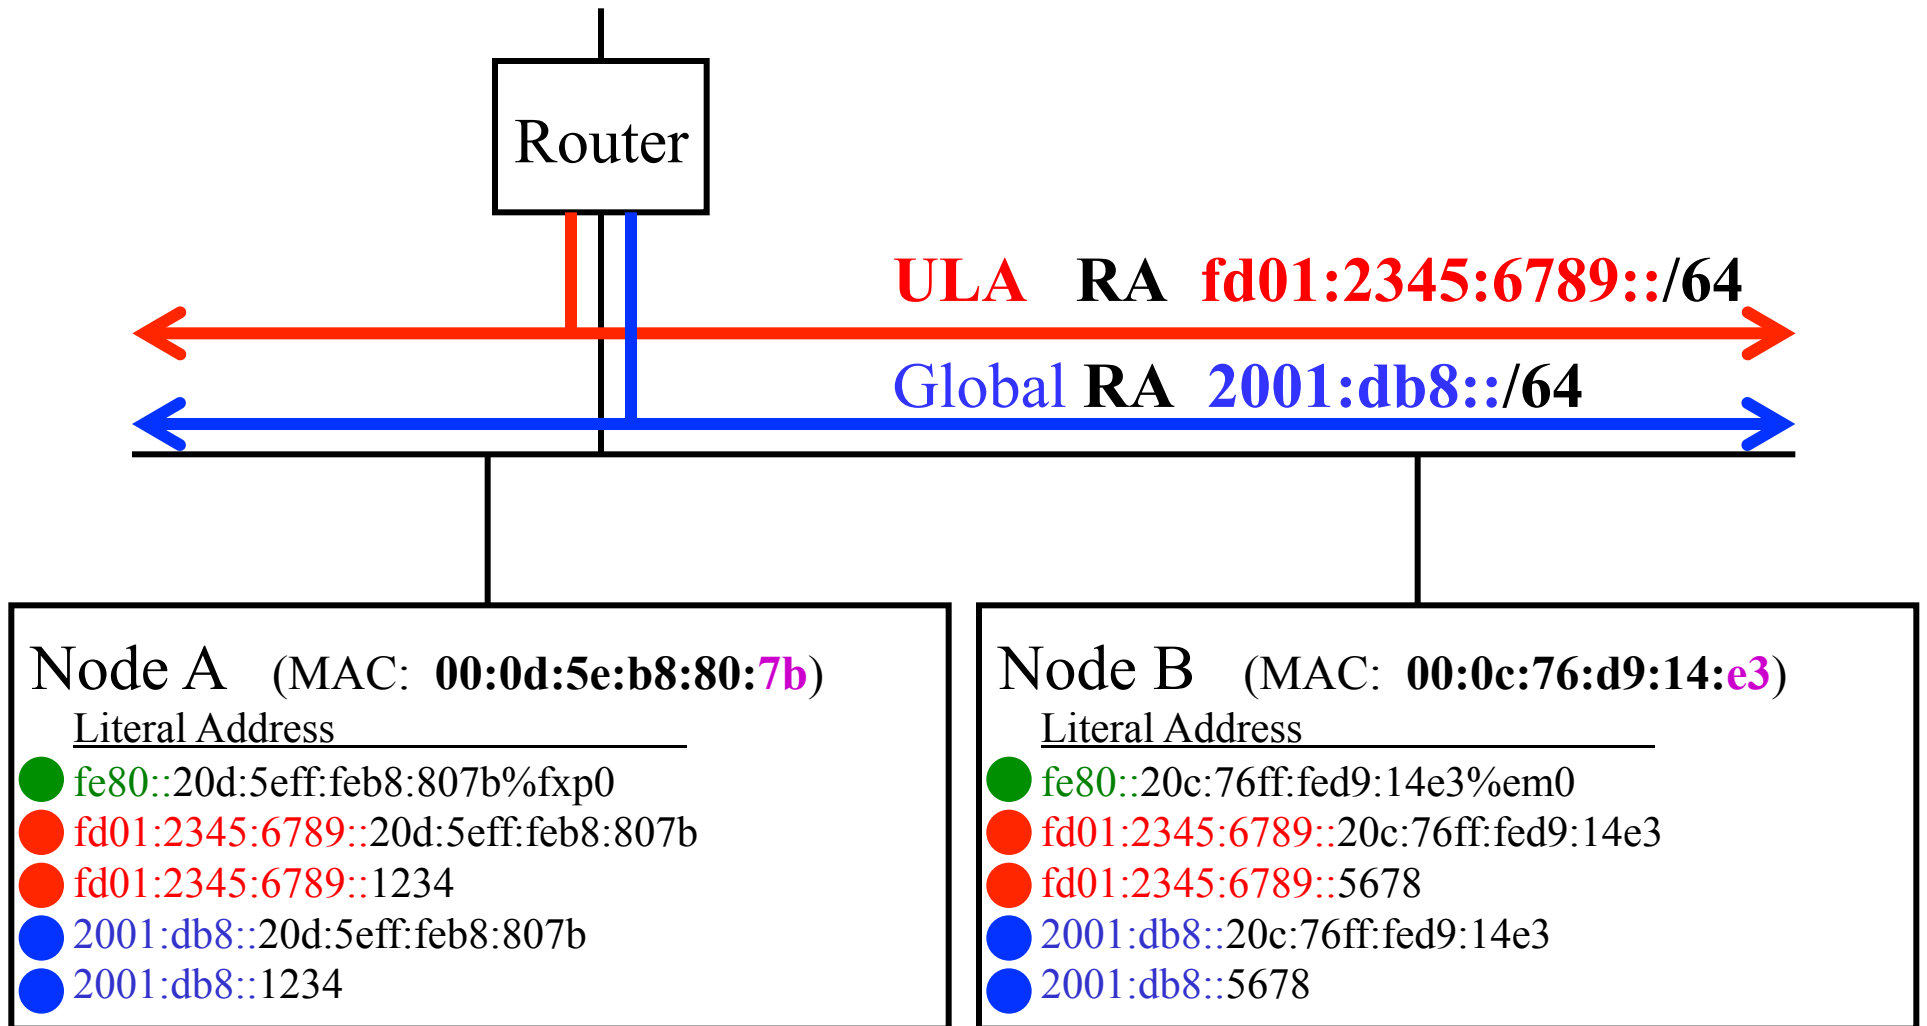 Router
ULA RA fd01:2345:6789::/64
Global RA 2001:db8::/64
Node A (MAC: 00:0d:5e:b8:80:7b)
Literal Address
fe80::20d:5eff:feb8:807b%fxp0
fd01:2345:6789::20d:5eff:feb8:807b
fd01:2345:6789::1234
2001:db8::20d:5eff:feb8:807b
2001:db8::1234
Node B (MAC: 00:0c:76:d9:14:e3)
Literal Address
fe80::20c:76ff:fed9:14e3%em0
fd01:2345:6789::20c:76ff:fed9:14e3
fd01:2345:6789::5678
2001:db8::20c:76ff:fed9:14e3
2001:db8::5678